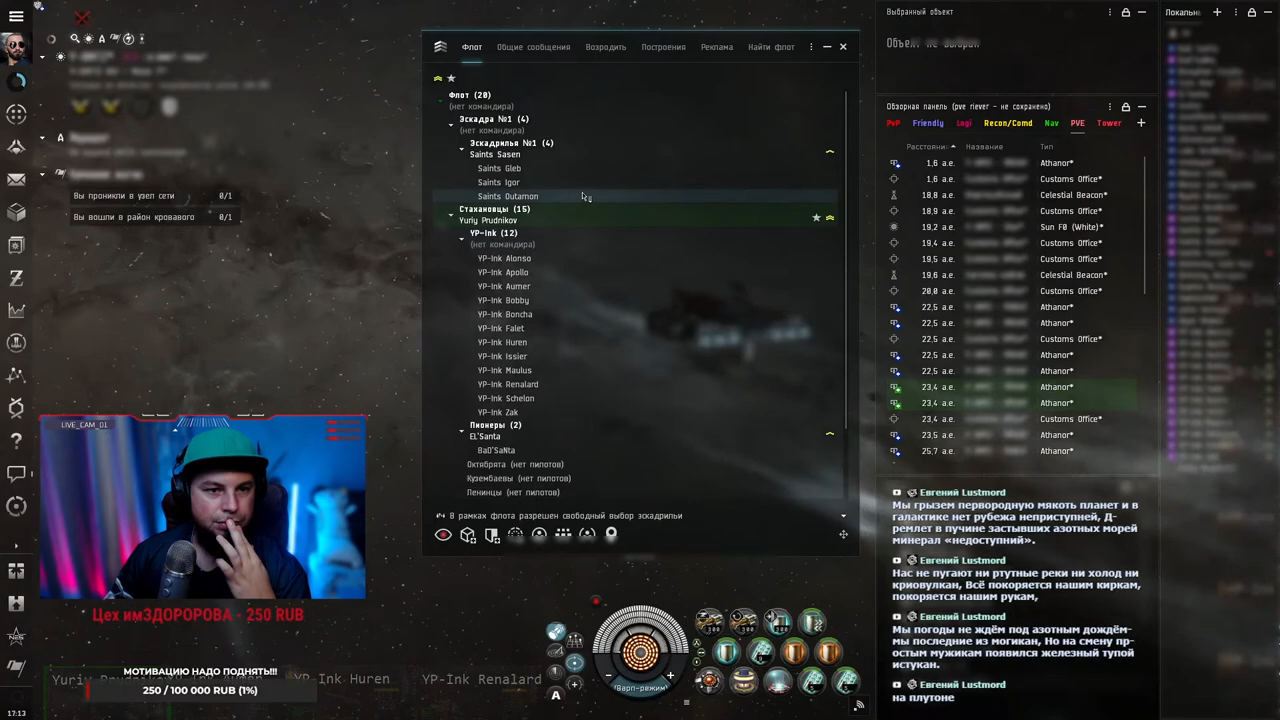 Флот
Общие сообщения
Возродить
Построения
Реклама
Найти флот
Флот (20)
(нет командира)
Эскадра №1 (4)
(нет командира)
Эскадрилья №1 (4)
Saints Sasen
Saints Gleb
Saints Igor
Saints Outamon
Стахамовцы (15)
Yuriy Prudnikov
YP-Ink (12)
(нет командира)
YP-Ink Alonso
YP-Ink Apollo
YP-Ink Aumer
YP-Ink Bobby
YP-Ink Boncha
YP-Ink Falet
YP-Ink Huren
YP-Ink Issier
YP-Ink Maulus
YP-Ink Renalard
YP-Ink Schelon
YP-Ink Zak
Пионеры (2)
EL'Santa
BaD'SaNta
Октябрята (нет пилотов)
Кузембаевы (нет пилотов)
Ленинцы (нет пилотов)
В рамках флота разрешен свободный выбор эскадрильи
Вы проникли в узел сети 0/1
Вы вошли в район кровавого 0/1
Выбранный объект
Объект не выбран
Обзорная панель (pve riever – не сохранено)
PvP Friendly Logi Recon/Comd Nav PVE Tower
Расстояни Название Тип
1,6 а.е. Athanor*
1,6 а.е. Customs Office*
18,8 а.е. Celestial Beacon*
18,9 а.е. Customs Office*
19,2 а.е. Sun F0 (White)*
19,4 а.е. Customs Office*
19,5 а.е. Customs Office*
19,6 а.е. Celestial Beacon*
20,0 а.е. Customs Office*
22,5 а.е. Athanor*
22,5 а.е. Athanor*
22,5 а.е. Customs Office*
22,5 а.е. Athanor*
22,5 а.е. Athanor*
23,4 а.е. Athanor*
23,4 а.е. Athanor*
23,4 а.е. Customs Office*
23,5 а.е. Athanor*
25,7 а.е. Athanor*
Локальн
Евгений Lustmord
Мы грызем первородную мякоть планет и в
галактике нет рубежа неприступней, Д-
ремлет в пучине застывших азотных морей
минерал «недоступний».
Евгений Lustmord
Нас не пугают ни ртутные реки ни холод ни
криовулкан, Всё покоряется нашим киркам,
покоряется нашим рукам,
Евгений Lustmord
Мы погоды не ждём под азотным дождём-
мы последние из могикан, Но на смену пр-
остым мужикам появился железный тупой
истукан.
Евгений Lustmord
на плутоне
LIVE_CAM_01
Цех имЗДОРОРОВА - 250 RUB
МОТИВАЦИЮ НАДО ПОДНЯТЬ!!!
250 / 100 000 RUB (1%)
YP-Ink Huren
YP-Ink Renalard
(Варп-режим)
17:13